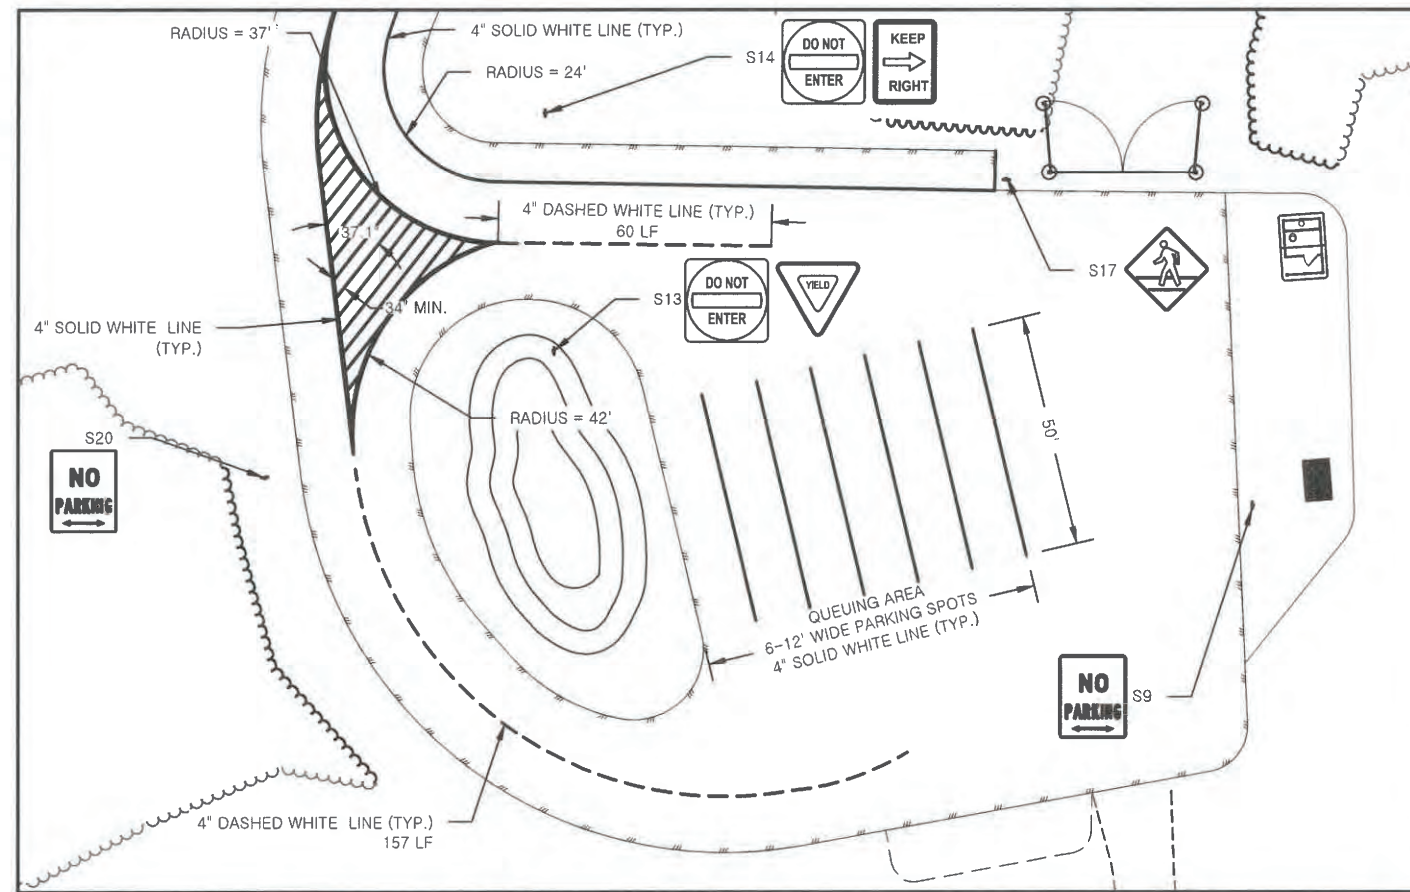 RADIUS = 37'
4" SOLID WHITE LINE (TYP.)
RADIUS = 24'
S14
DO NOT
ENTER
KEEP
RIGHT
4" DASHED WHITE LINE (TYP.)
60 LF
37.1'
34' MIN.
S13
DO NOT
ENTER
YIELD
S17
4" SOLID WHITE LINE
(TYP.)
RADIUS = 42'
50'
S20
NO
PARKING
QUEUING AREA
6-12' WIDE PARKING SPOTS
4" SOLID WHITE LINE (TYP.)
NO
PARKING
S9
4" DASHED WHITE LINE (TYP.)
157 LF